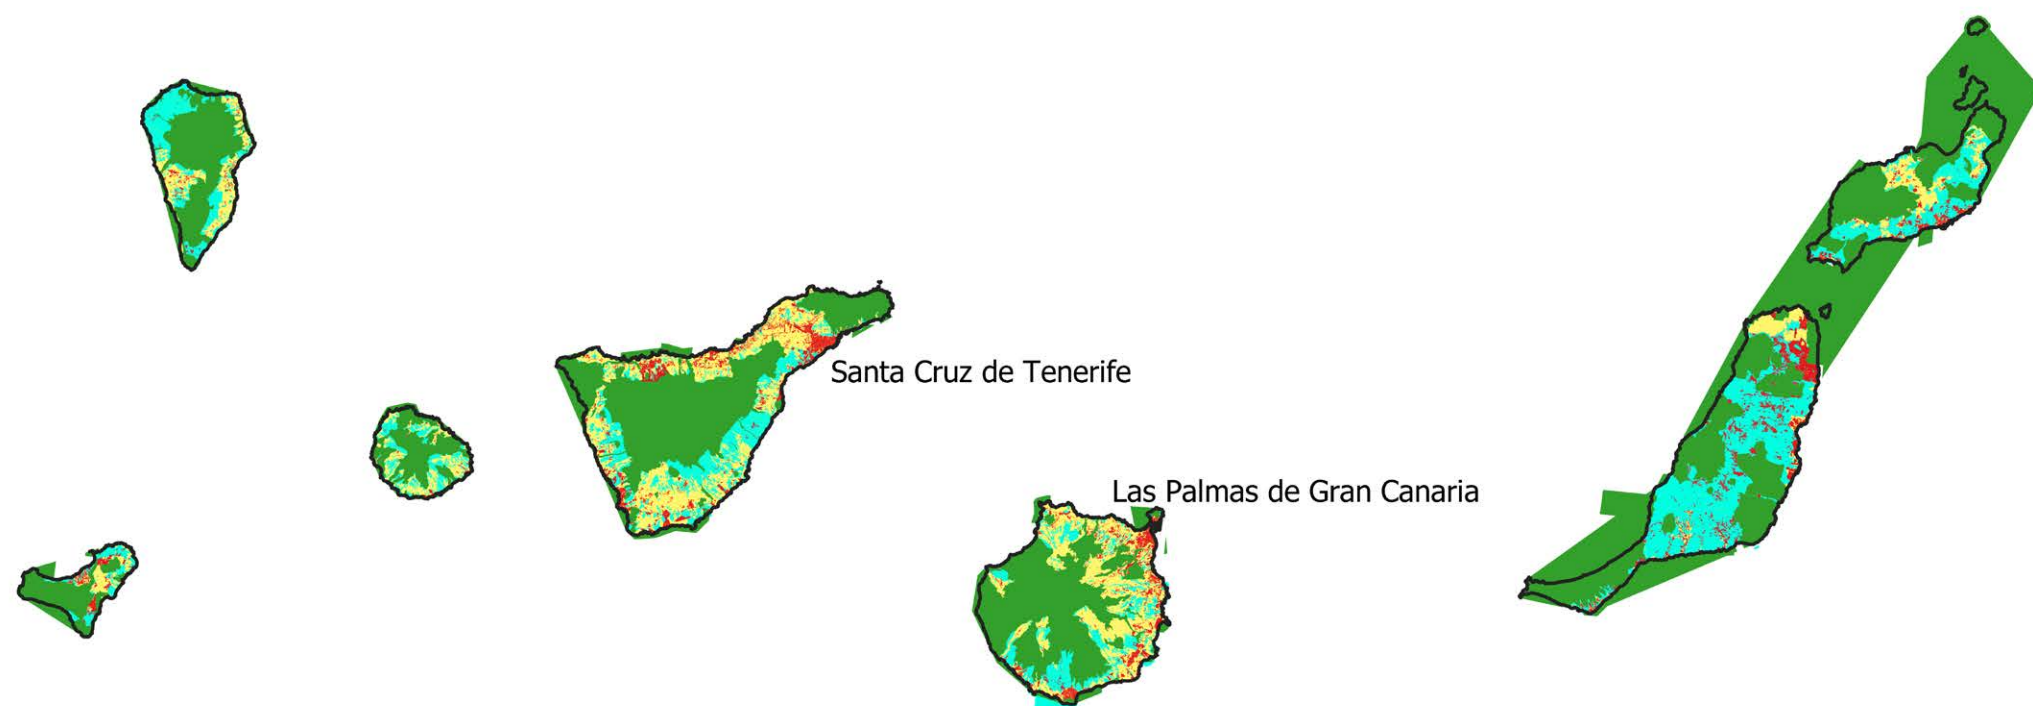 Santa Cruz de Tenerife
Las Palmas de Gran Canaria